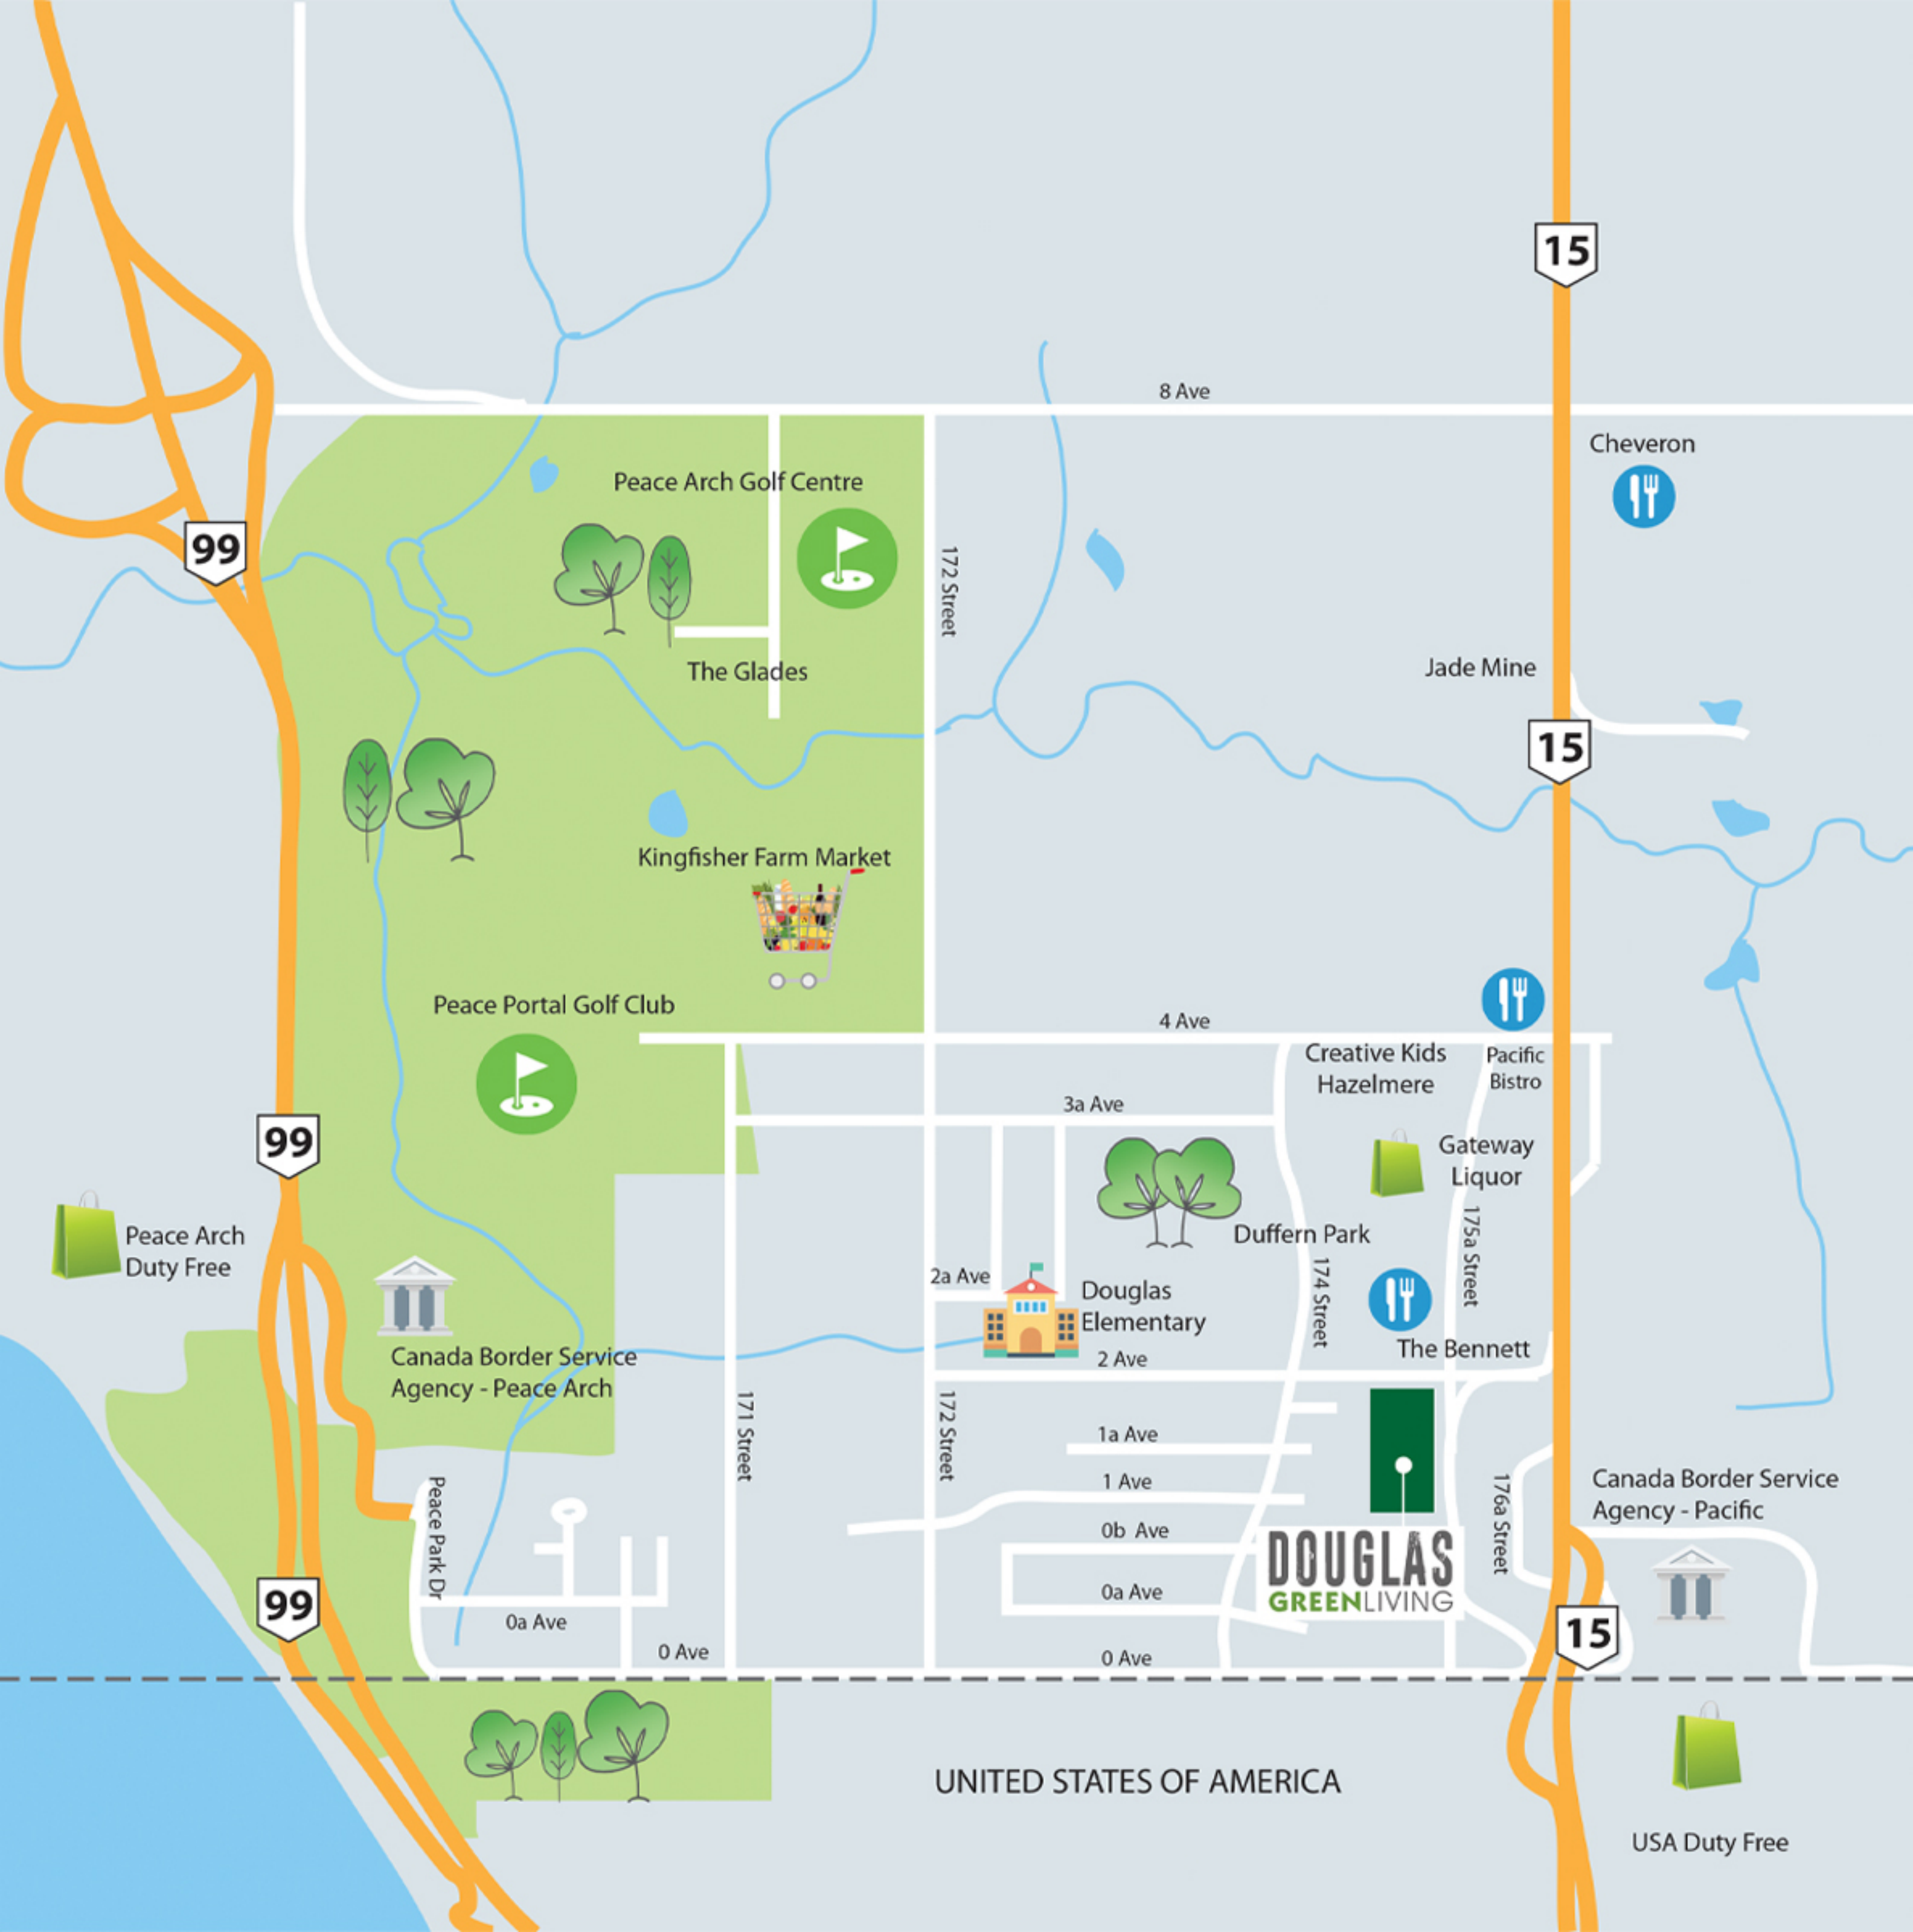 15
8 Ave
Cheveron
Peace Arch Golf Centre
99
172 Street
The Glades
Jade Mine
15
Kingfisher Farm Market
Peace Portal Golf Club
4 Ave
Creative Kids
Hazelmere
Pacific
Bistro
3a Ave
99
Gateway
Liquor
Peace Arch
Duty Free
Duffern Park
175a Street
174 Street
2a Ave
Douglas
Elementary
The Bennett
Canada Border Service
Agency - Peace Arch
2 Ave
171 Street
172 Street
1a Ave
Peace Park Dr
1 Ave
176a Street
Canada Border Service
Agency - Pacific
0b Ave
DOUGLAS
GREENLIVING
99
0a Ave
0a Ave
15
0 Ave
0 Ave
UNITED STATES OF AMERICA
USA Duty Free